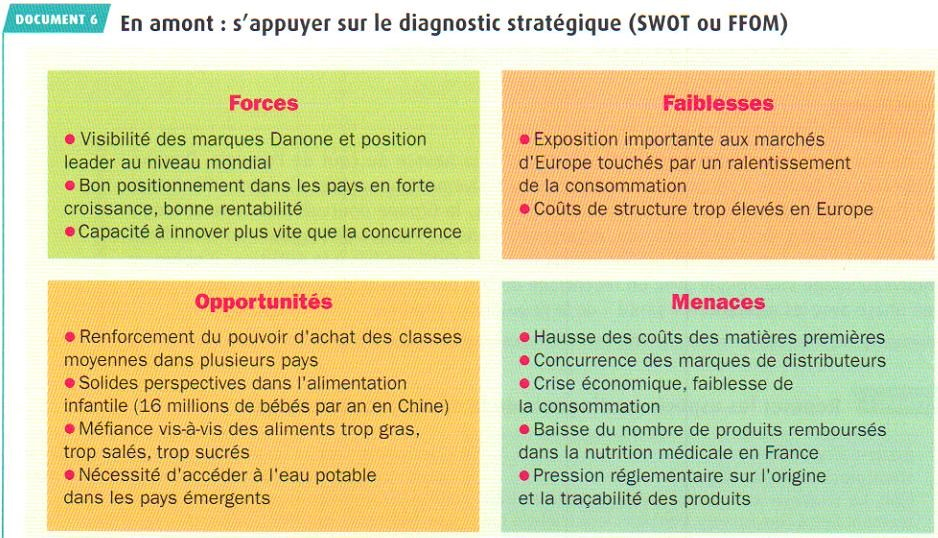 DOCUMENT 6
En amont : s'appuyer sur le diagnostic stratégique (SWOT ou FFOM)
Forces
• Visibilité des marques Danone et position
leader au niveau mondial
• Bon positionnement dans les pays en forte
croissance, bonne rentabilité
• Capacité à innover plus vite que la concurrence
Faiblesses
• Exposition importante aux marchés
d'Europe touchés par un ralentissement
de la consommation
• Coûts de structure trop élevés en Europe
Opportunités
• Renforcement du pouvoir d'achat des classes
moyennes dans plusieurs pays
• Solides perspectives dans l'alimentation
infantile (16 millions de bébés par an en Chine)
• Méfiance vis-à-vis des aliments trop gras,
trop salés, trop sucrés
• Nécessité d'accéder à l'eau potable
dans les pays émergents
Menaces
• Hausse des coûts des matières premières
• Concurrence des marques de distributeurs
• Crise économique, faiblesse de
la consommation
• Baisse du nombre de produits remboursés
dans la nutrition médicale en France
• Pression réglementaire sur l'origine
et la traçabilité des produits